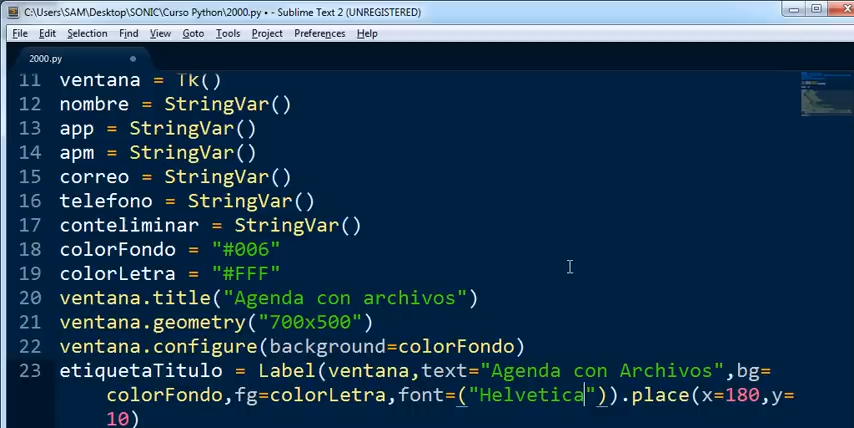 C:\Users\SAM\Desktop\SONIC\Curso Python\2000.py • - Sublime Text 2 (UNREGISTERED)
File Edit Selection Find View Goto Tools Project Preferences Help
2000.py
11 ventana = Tk()
12 nombre = StringVar()
13 app = StringVar()
14 apm = StringVar()
15 correo = StringVar()
16 telefono = StringVar()
17 conteliminar = StringVar()
18 colorFondo = "#006"
19 colorLetra = "#FFF"
20 ventana.title("Agenda con archivos")
21 ventana.geometry("700x500")
22 ventana.configure(background=colorFondo)
23 etiquetaTitulo = Label(ventana,text="Agenda con Archivos",bg=
colorFondo,fg=colorLetra,font=("Helvetica")).place(x=180,y=
10)